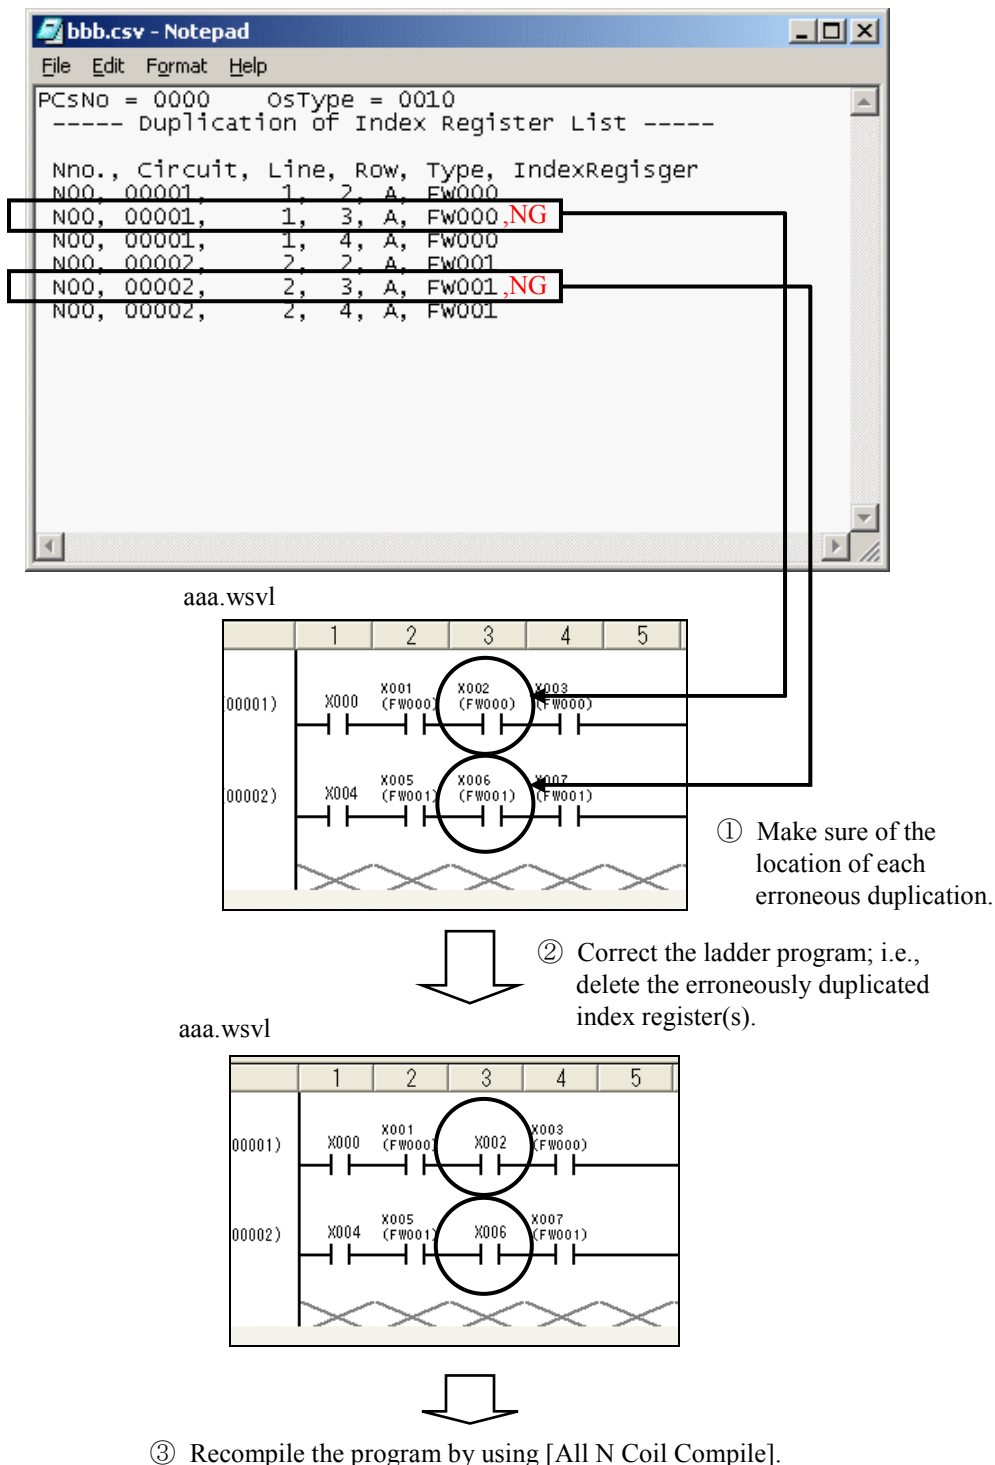 bbb.csv - Notepad
File Edit Format Help
PCsNo = 0000 OsType = 0010
----- Duplication of Index Register List -----
Nno., Circuit, Line, Row, Type, IndexRegisger
N00, 00001, 1, 2, A, FW000
N00, 00001, 1, 3, A, FW000 ,NG
N00, 00001, 1, 4, A, FW000
N00, 00002, 2, 2, A, FW001
N00, 00002, 2, 3, A, FW001 ,NG
N00, 00002, 2, 4, A, FW001
aaa.wsvl
1 2 3 4 5
X001 X002 X003
00001) X000 (FW000) (FW000) (FW000)
X005 X006 X007
00002) X004 (FW001) (FW001) (FW001)
① Make sure of the
location of each
erroneous duplication.
② Correct the ladder program; i.e.,
delete the erroneously duplicated
index register(s).
aaa.wsvl
1 2 3 4 5
X001 X003
00001) X000 (FW000) X002 (FW000)
X005 X007
00002) X004 (FW001) X006 (FW001)
③ Recompile the program by using [All N Coil Compile].